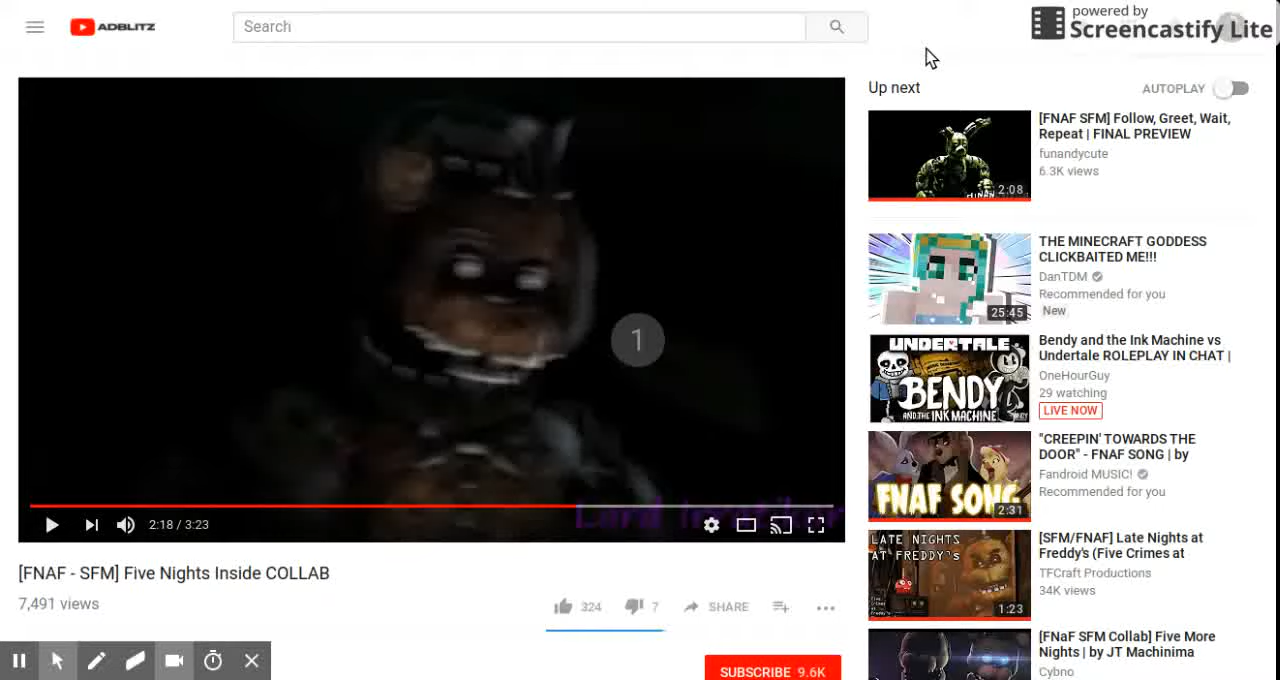 ADBLITZ
Search
powered by
Screencastify Lite
Up next
AUTOPLAY
[FNAF SFM] Follow, Greet, Wait,
Repeat | FINAL PREVIEW
funandycute
6.3K views
2:08
THE MINECRAFT GODDESS
CLICKBAITED ME!!!
DanTDM
Recommended for you
New
25:45
UNDERTALE
BENDY
AND THE INK MACHINE
Bendy and the Ink Machine vs
Undertale ROLEPLAY IN CHAT |
OneHourGuy
29 watching
LIVE NOW
FNAF SONG
2:31
"CREEPIN' TOWARDS THE
DOOR" - FNAF SONG | by
Fandroid MUSIC!
Recommended for you
LATE NIGHTS
AT FREDDY's
1:23
[SFM/FNAF] Late Nights at
Freddy's (Five Crimes at
TFCraft Productions
34K views
[FNaF SFM Collab] Five More
Nights | by JT Machinima
Cybno
1
2:18 / 3:23
[FNAF - SFM] Five Nights Inside COLLAB
7,491 views
324
7
SHARE
SUBSCRIBE 9.6K